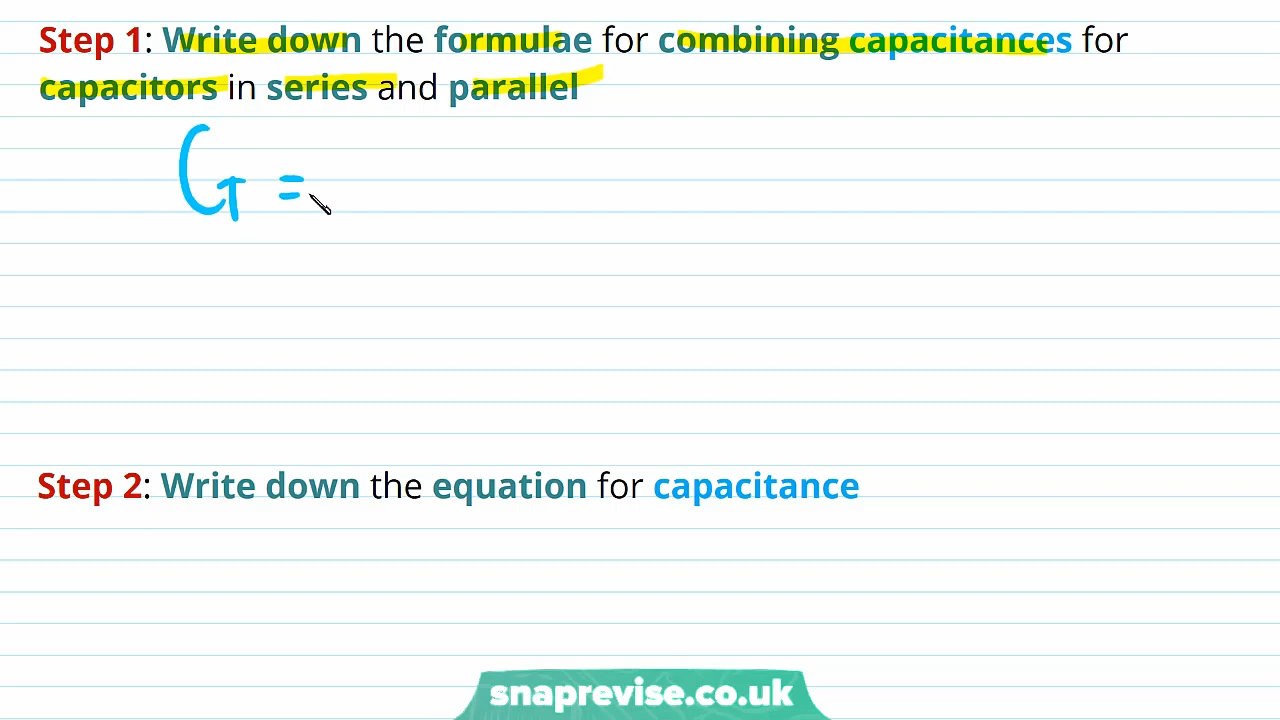 Step 1: Write down the formulae for combining capacitances for
capacitors in series and parallel
C_T =
Step 2: Write down the equation for capacitance
snaprevise.co.uk